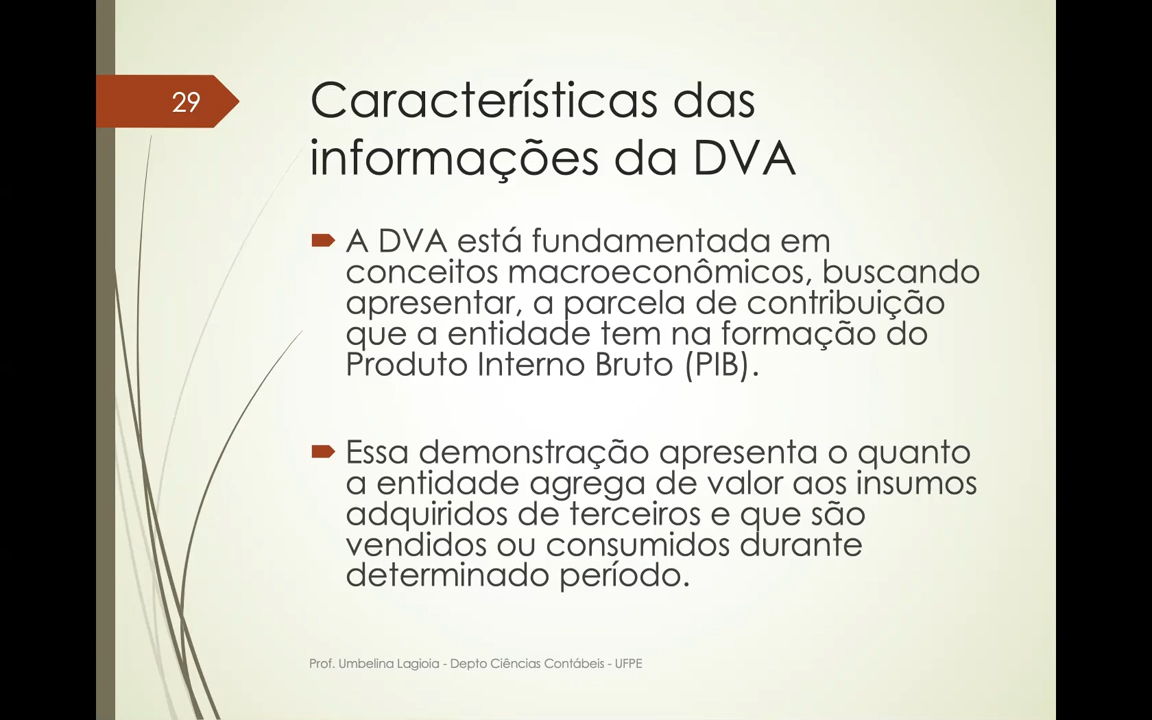 29
Características das
informações da DVA
A DVA está fundamentada em
conceitos macroeconômicos, buscando
apresentar, a parcela de contribuição
que a entidade tem na formação do
Produto Interno Bruto (PIB).
Essa demonstração apresenta o quanto
a entidade agrega de valor aos insumos
adquiridos de terceiros e que são
vendidos ou consumidos durante
determinado período.
Prof. Umbelina Lagioia - Depto Ciências Contábeis - UFPE